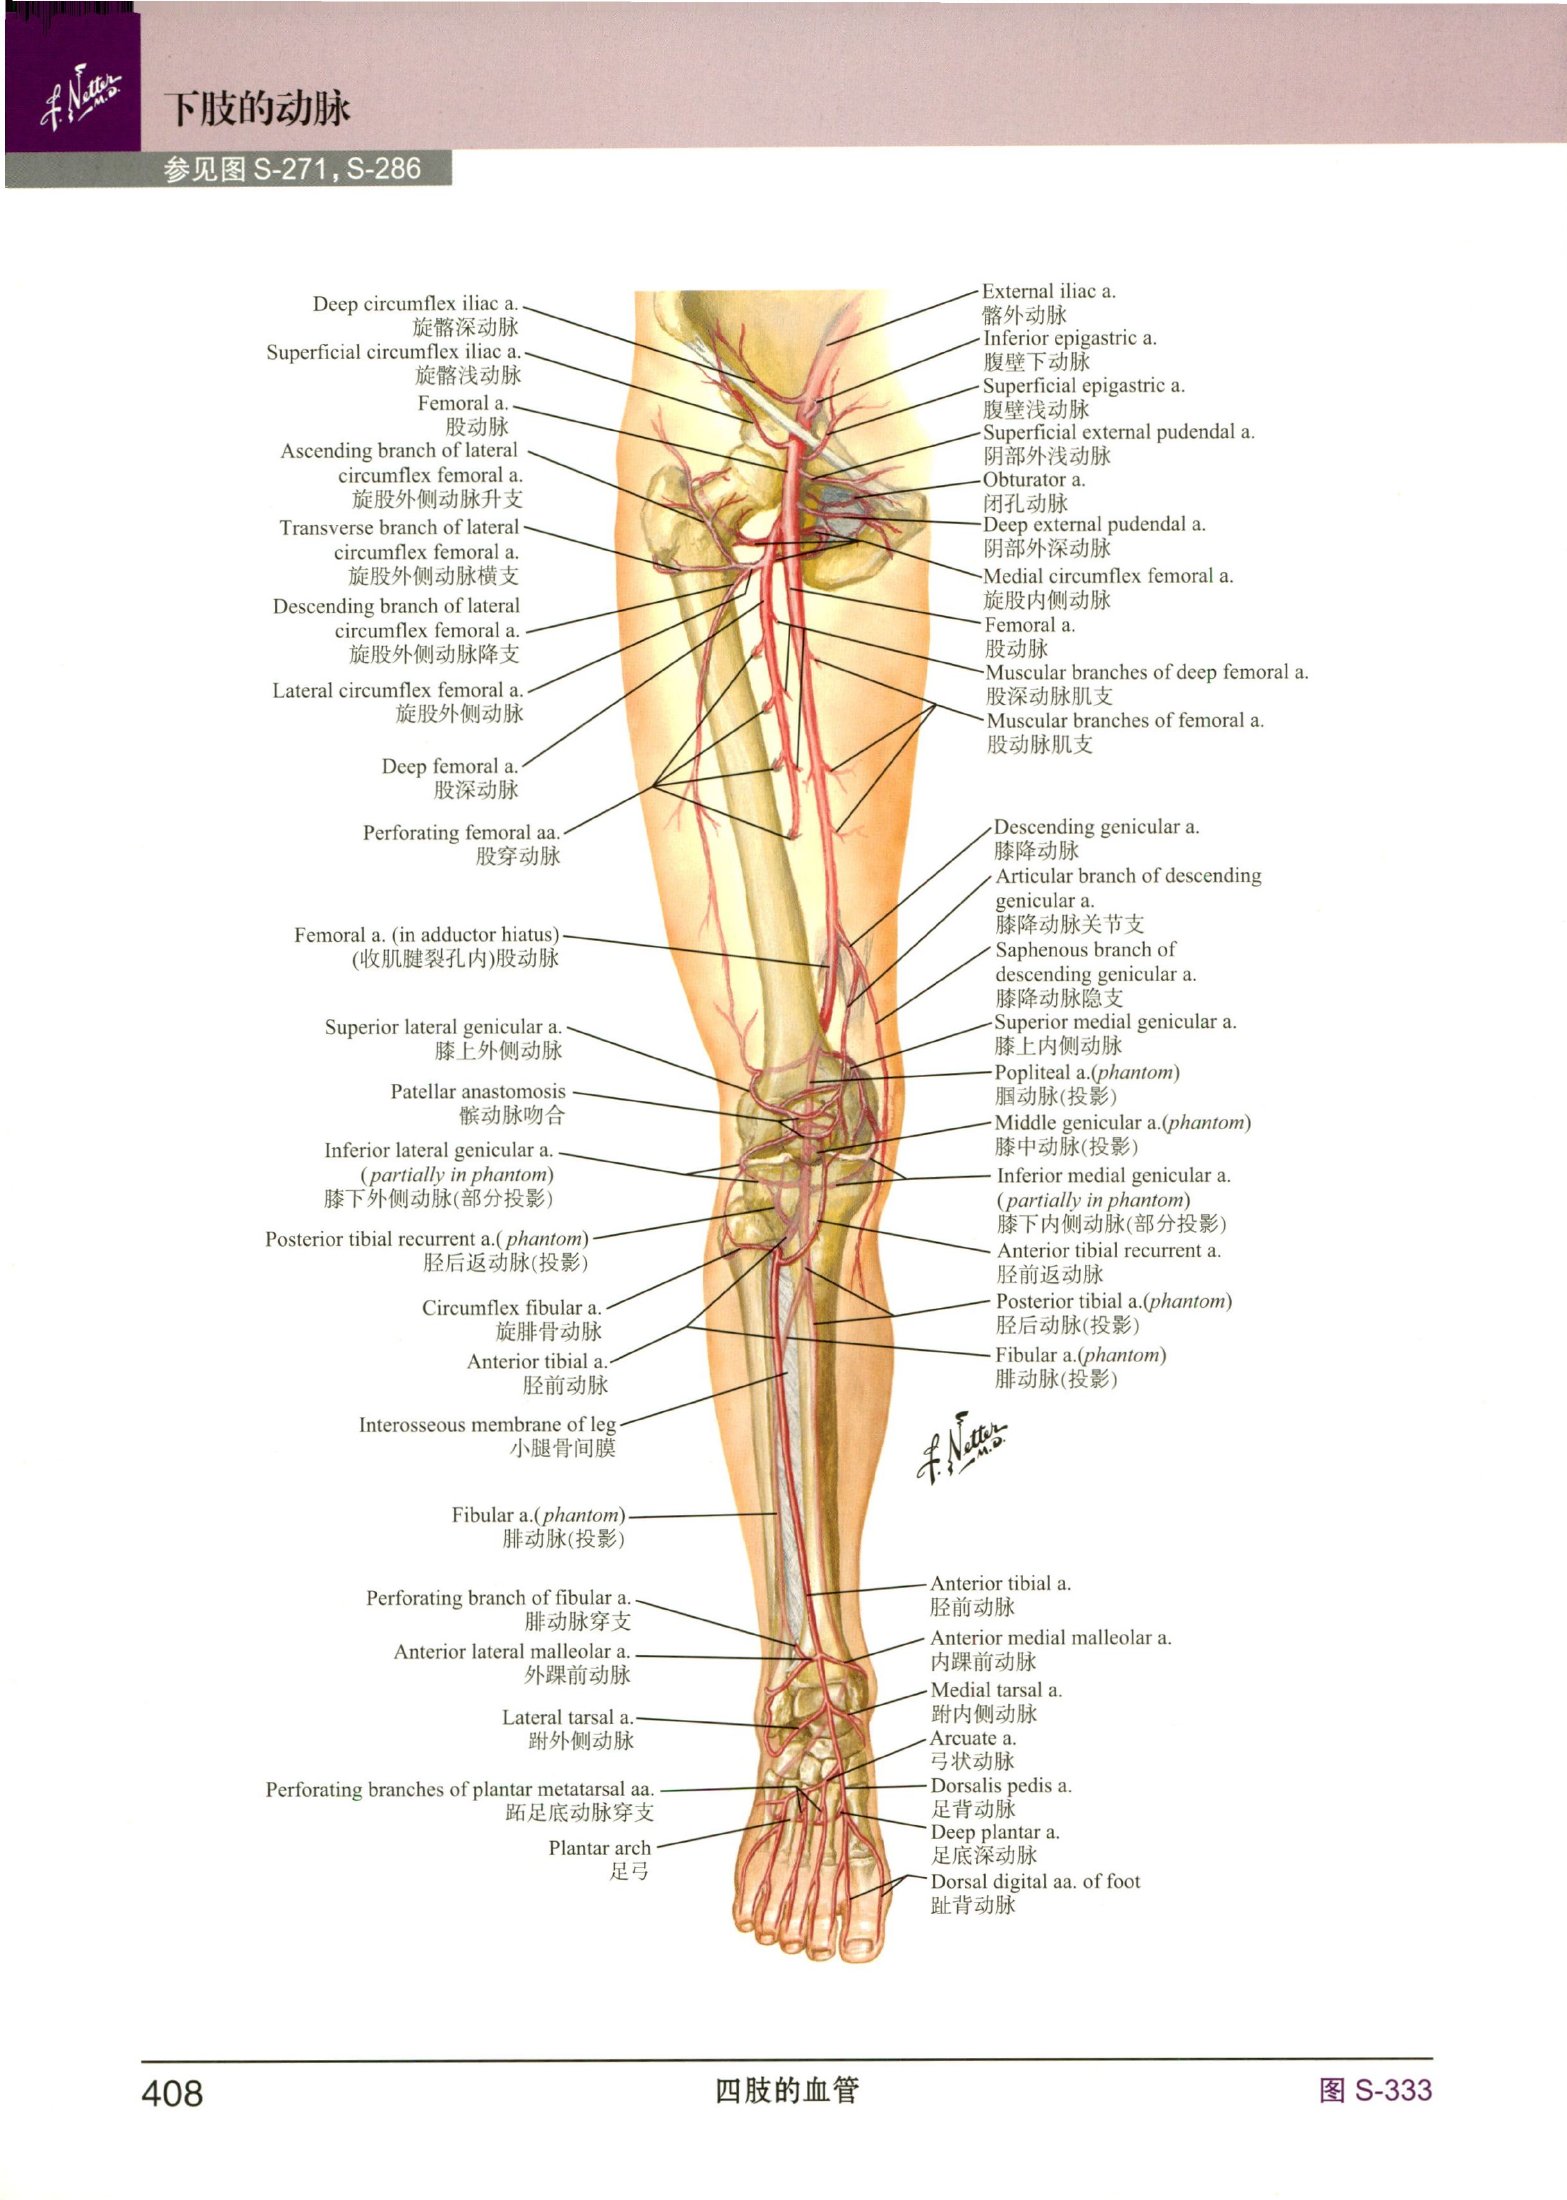 F. Netter M.D.
下肢的动脉
参见图 S-271, S-286
Deep circumflex iliac a.
旋髂深动脉
Superficial circumflex iliac a.
旋髂浅动脉
Femoral a.
股动脉
Ascending branch of lateral
circumflex femoral a.
旋股外侧动脉升支
Transverse branch of lateral
circumflex femoral a.
旋股外侧动脉横支
Descending branch of lateral
circumflex femoral a.
旋股外侧动脉降支
Lateral circumflex femoral a.
旋股外侧动脉
Deep femoral a.
股深动脉
Perforating femoral aa.
股穿动脉
Femoral a. (in adductor hiatus)
(收肌腱裂孔内)股动脉
Superior lateral genicular a.
膝上外侧动脉
Patellar anastomosis
髌动脉吻合
Inferior lateral genicular a.
(partially in phantom)
膝下外侧动脉(部分投影)
Posterior tibial recurrent a.(phantom)
胫后返动脉(投影)
Circumflex fibular a.
旋腓骨动脉
Anterior tibial a.
胫前动脉
Interosseous membrane of leg
小腿骨间膜
Fibular a.(phantom)
腓动脉(投影)
Perforating branch of fibular a.
腓动脉穿支
Anterior lateral malleolar a.
外踝前动脉
Lateral tarsal a.
跗外侧动脉
Perforating branches of plantar metatarsal aa.
跖足底动脉穿支
Plantar arch
足弓
External iliac a.
髂外动脉
Inferior epigastric a.
腹壁下动脉
Superficial epigastric a.
腹壁浅动脉
Superficial external pudendal a.
阴部外浅动脉
Obturator a.
闭孔动脉
Deep external pudendal a.
阴部外深动脉
Medial circumflex femoral a.
旋股内侧动脉
Femoral a.
股动脉
Muscular branches of deep femoral a.
股深动脉肌支
Muscular branches of femoral a.
股动脉肌支
Descending genicular a.
膝降动脉
Articular branch of descending
genicular a.
膝降动脉关节支
Saphenous branch of
descending genicular a.
膝降动脉隐支
Superior medial genicular a.
膝上内侧动脉
Popliteal a.(phantom)
腘动脉(投影)
Middle genicular a.(phantom)
膝中动脉(投影)
Inferior medial genicular a.
(partially in phantom)
膝下内侧动脉(部分投影)
Anterior tibial recurrent a.
胫前返动脉
Posterior tibial a.(phantom)
胫后动脉(投影)
Fibular a.(phantom)
腓动脉(投影)
F. Netter M.D.
Anterior tibial a.
胫前动脉
Anterior medial malleolar a.
内踝前动脉
Medial tarsal a.
跗内侧动脉
Arcuate a.
弓状动脉
Dorsalis pedis a.
足背动脉
Deep plantar a.
足底深动脉
Dorsal digital aa. of foot
趾背动脉
408
四肢的血管
图 S-333